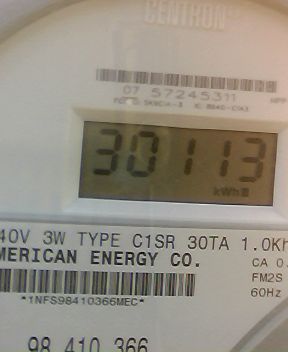 CENTRON®
07 57245311
30113
kWh
40V 3W TYPE C1SR 30TA 1.0Kh
MERICAN ENERGY CO.
CA 0.
FM2S
60Hz
*1NFS98410366MEC*
98 410 366